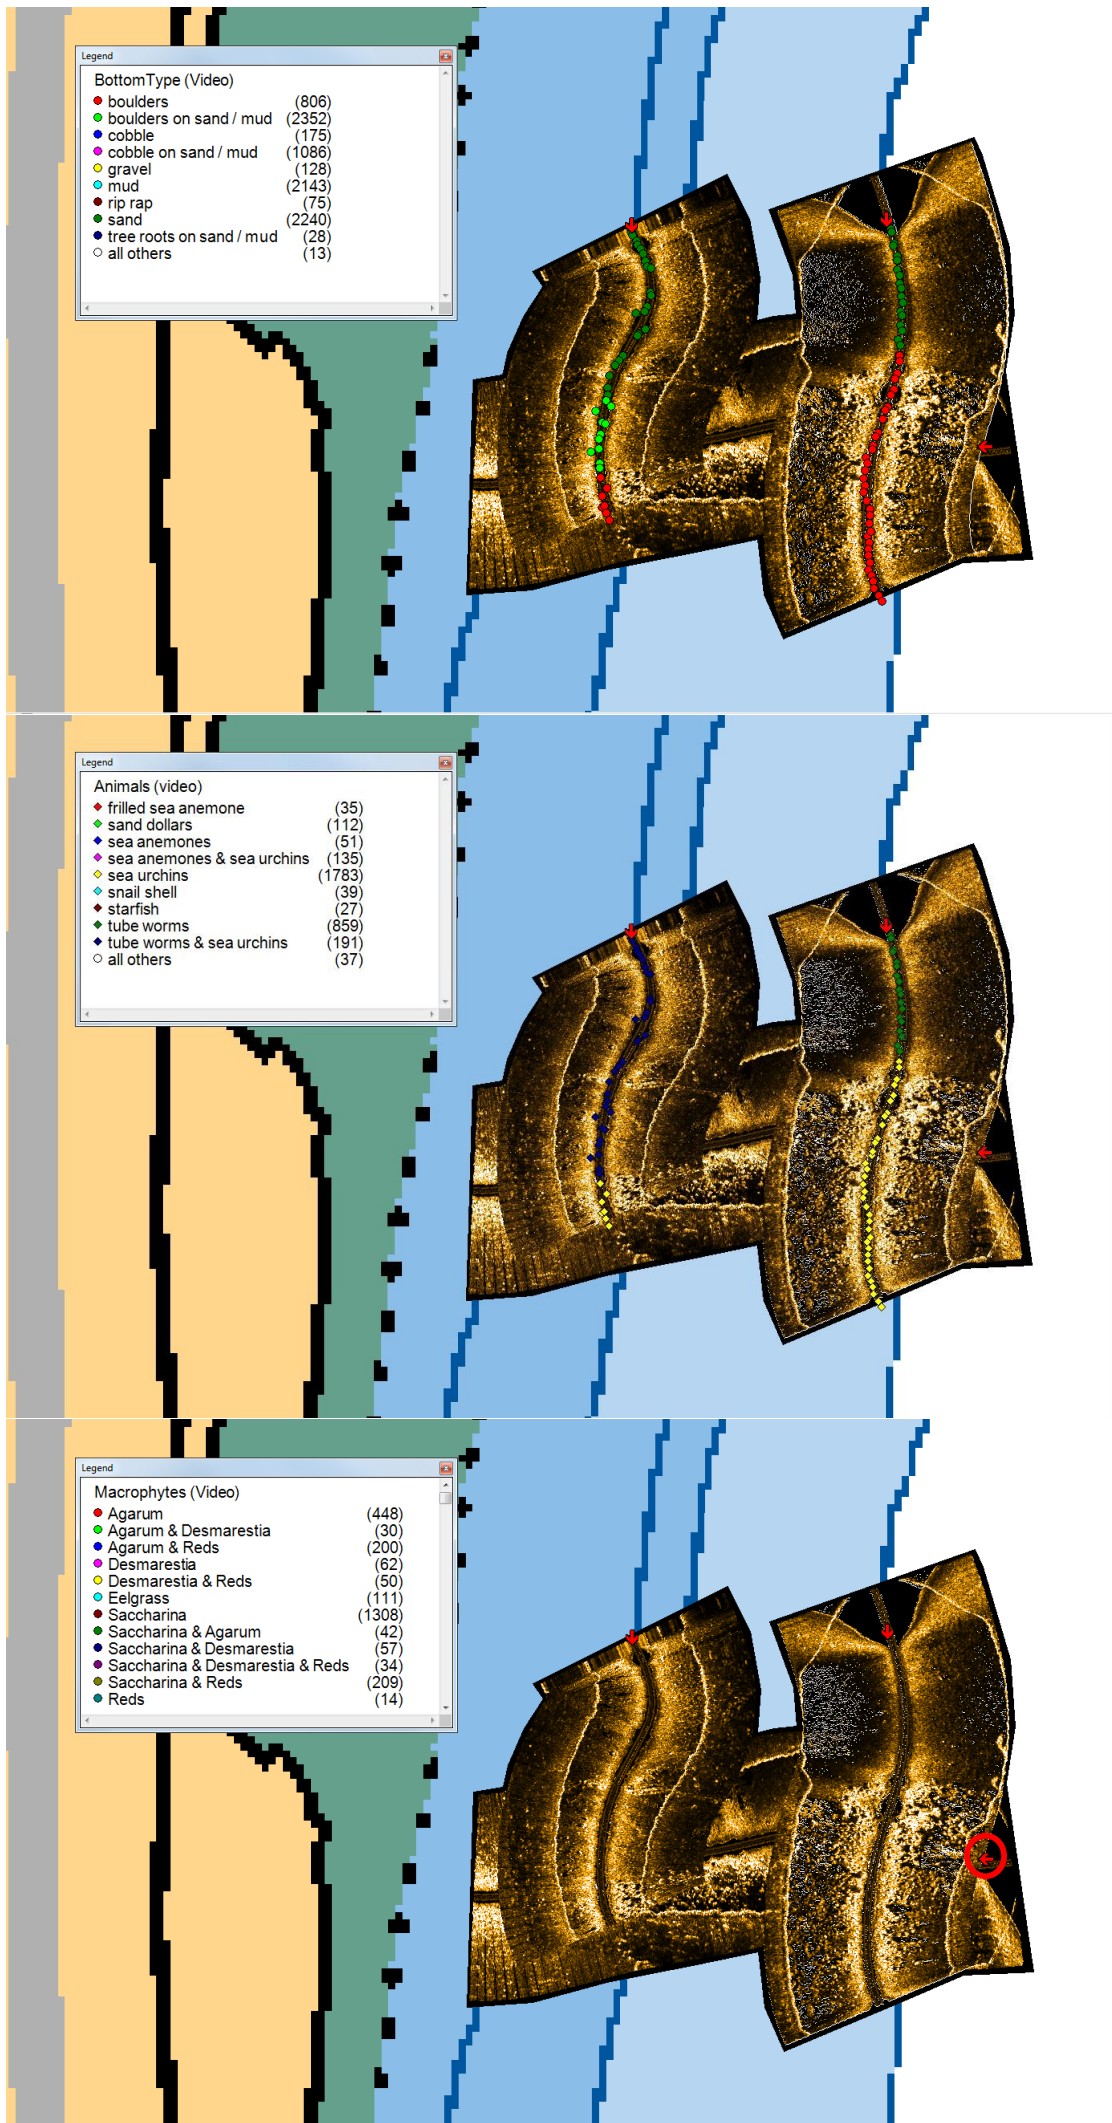 Legend
BottomType (Video)
boulders (806)
boulders on sand / mud (2352)
cobble (175)
cobble on sand / mud (1086)
gravel (128)
mud (2143)
rip rap (75)
sand (2240)
tree roots on sand / mud (28)
all others (13)
Legend
Animals (video)
frilled sea anemone (35)
sand dollars (112)
sea anemones (51)
sea anemones & sea urchins (135)
sea urchins (1783)
snail shell (39)
starfish (27)
tube worms (859)
tube worms & sea urchins (191)
all others (37)
Legend
Macrophytes (Video)
Agarum (448)
Agarum & Desmarestia (30)
Agarum & Reds (200)
Desmarestia (62)
Desmarestia & Reds (50)
Eelgrass (111)
Saccharina (1308)
Saccharina & Agarum (42)
Saccharina & Desmarestia (57)
Saccharina & Desmarestia & Reds (34)
Saccharina & Reds (209)
Reds (14)